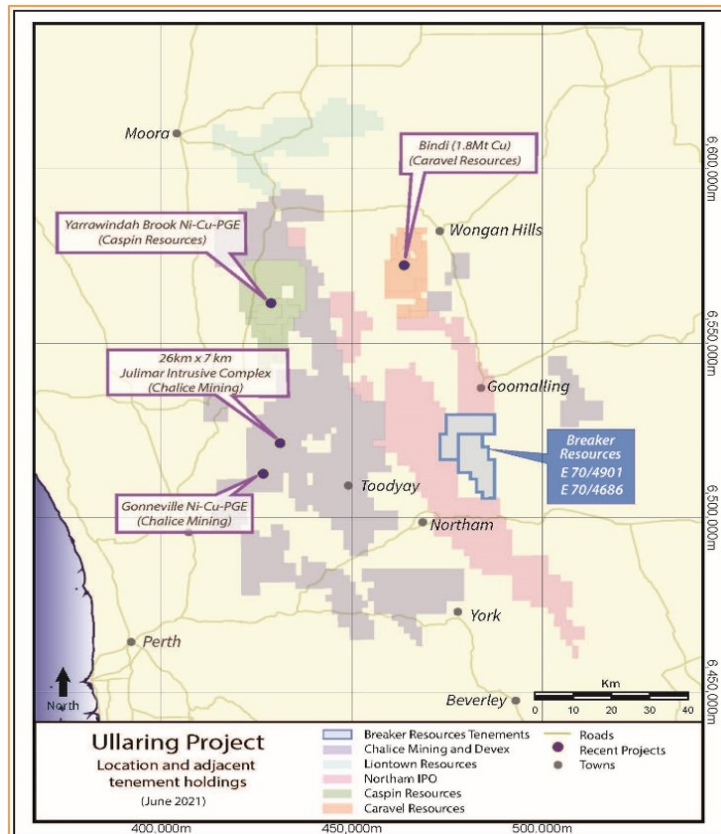 Moora
Bindi (1.8Mt Cu)
(Caravel Resources)
6,600,000m
Yarrawindah Brook Ni-Cu-PGE
(Caspin Resources)
Wongan Hills
6,550,000m
26km x 7 km
Julimar Intrusive Complex
(Chalice Mining)
Goomalling
Breaker
Resources
E 70/4901
E 70/4686
Gonneville Ni-Cu-PGE
(Chalice Mining)
Toodyay
6,500,000m
Northam
York
Perth
Km
0 10 20 30 40
North
Beverley
6,450,000m
Ullaring Project
Location and adjacent
tenement holdings
(June 2021)
Breaker Resources Tenements
Chalice Mining and Devex
Liontown Resources
Northam IPO
Caspin Resources
Caravel Resources
Roads
Recent Projects
Towns
400.000m
450,000m
500.000m